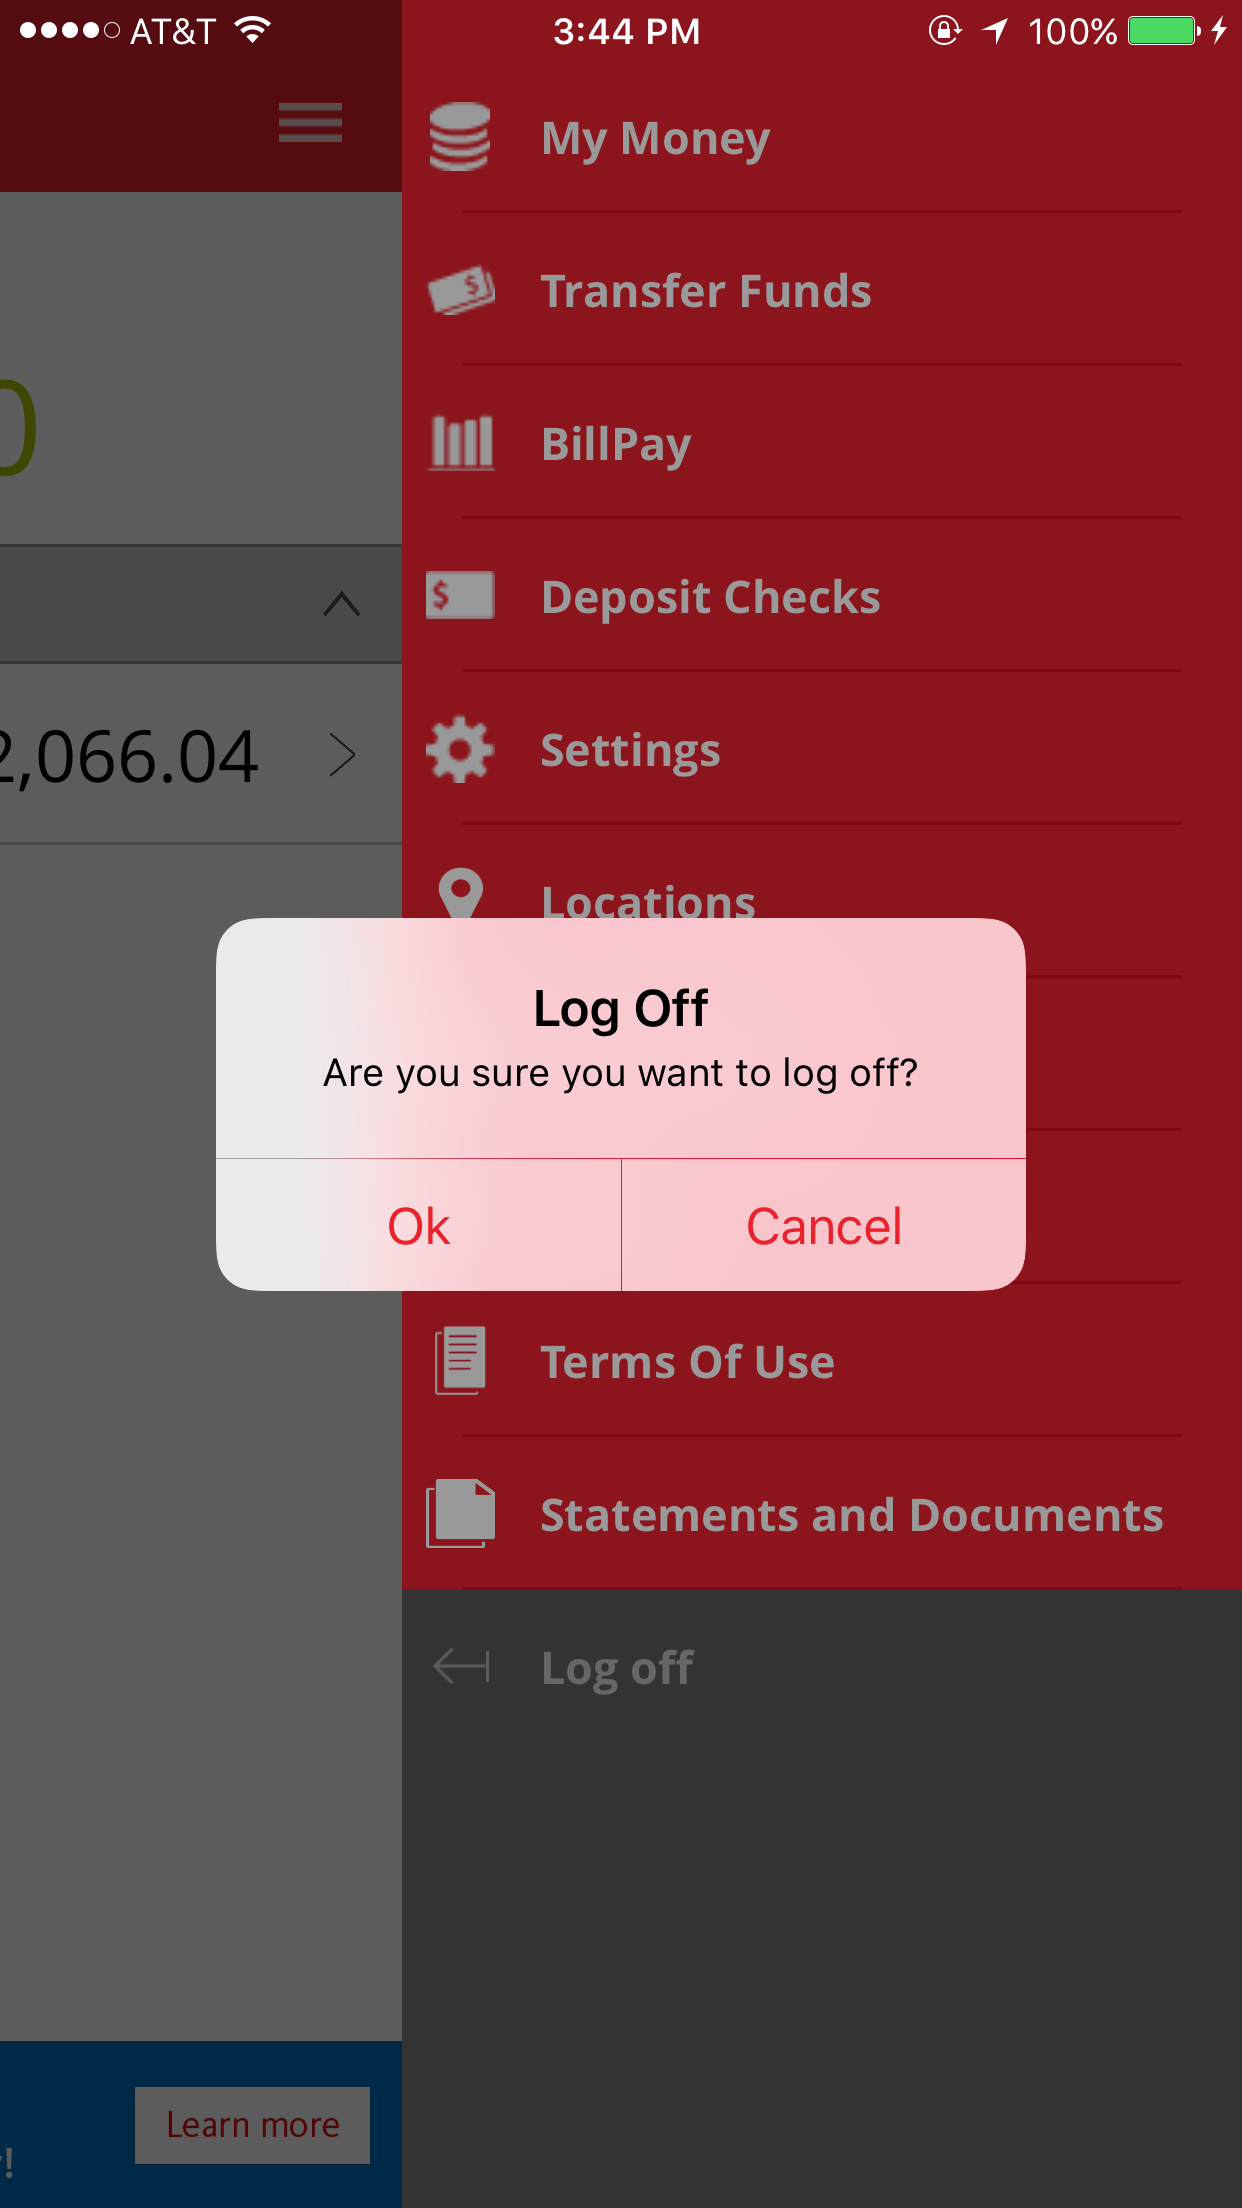 AT&T 3:44 PM 100%
My Money
Transfer Funds
0
BillPay
Deposit Checks
2,066.04
Settings
Locations
Log Off
Are you sure you want to log off?
Ok Cancel
Terms Of Use
Statements and Documents
Log off
Learn more
!